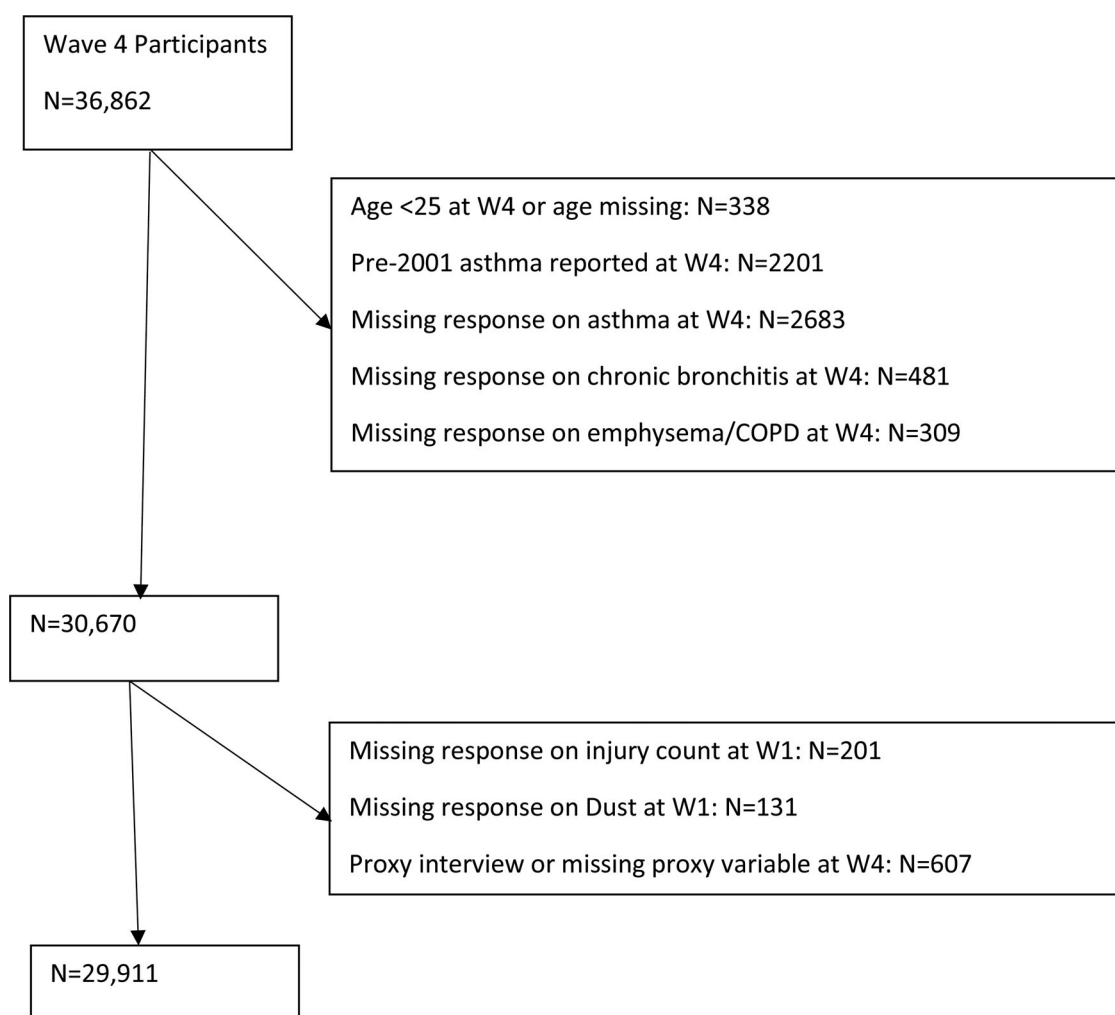 Wave 4 Participants
N=36,862
Age <25 at W4 or age missing: N=338
Pre-2001 asthma reported at W4: N=2201
Missing response on asthma at W4: N=2683
Missing response on chronic bronchitis at W4: N=481
Missing response on emphysema/COPD at W4: N=309
N=30,670
Missing response on injury count at W1: N=201
Missing response on Dust at W1: N=131
Proxy interview or missing proxy variable at W4: N=607
N=29,911